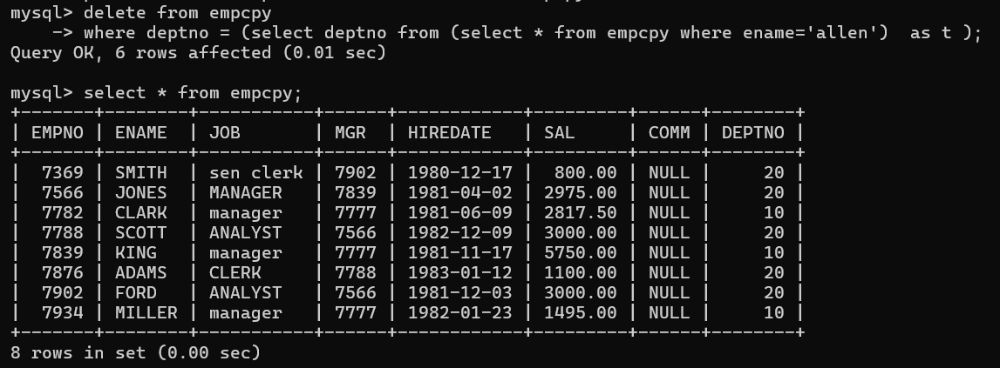 mysql> delete from empcpy
    -> where deptno = (select deptno from (select * from empcpy where ename='allen')  as t );
Query OK, 6 rows affected (0.01 sec)

mysql> select * from empcpy;
+-------+--------+-----------+------+------------+---------+------+--------+
| EMPNO | ENAME  | JOB       | MGR  | HIREDATE   | SAL     | COMM | DEPTNO |
+-------+--------+-----------+------+------------+---------+------+--------+
|  7369 | SMITH  | sen clerk | 7902 | 1980-12-17 |  800.00 | NULL |     20 |
|  7566 | JONES  | MANAGER   | 7839 | 1981-04-02 | 2975.00 | NULL |     20 |
|  7782 | CLARK  | manager   | 7777 | 1981-06-09 | 2817.50 | NULL |     10 |
|  7788 | SCOTT  | ANALYST   | 7566 | 1982-12-09 | 3000.00 | NULL |     20 |
|  7839 | KING   | manager   | 7777 | 1981-11-17 | 5750.00 | NULL |     10 |
|  7876 | ADAMS  | CLERK     | 7788 | 1983-01-12 | 1100.00 | NULL |     20 |
|  7902 | FORD   | ANALYST   | 7566 | 1981-12-03 | 3000.00 | NULL |     20 |
|  7934 | MILLER | manager   | 7777 | 1982-01-23 | 1495.00 | NULL |     10 |
+-------+--------+-----------+------+------------+---------+------+--------+
8 rows in set (0.00 sec)